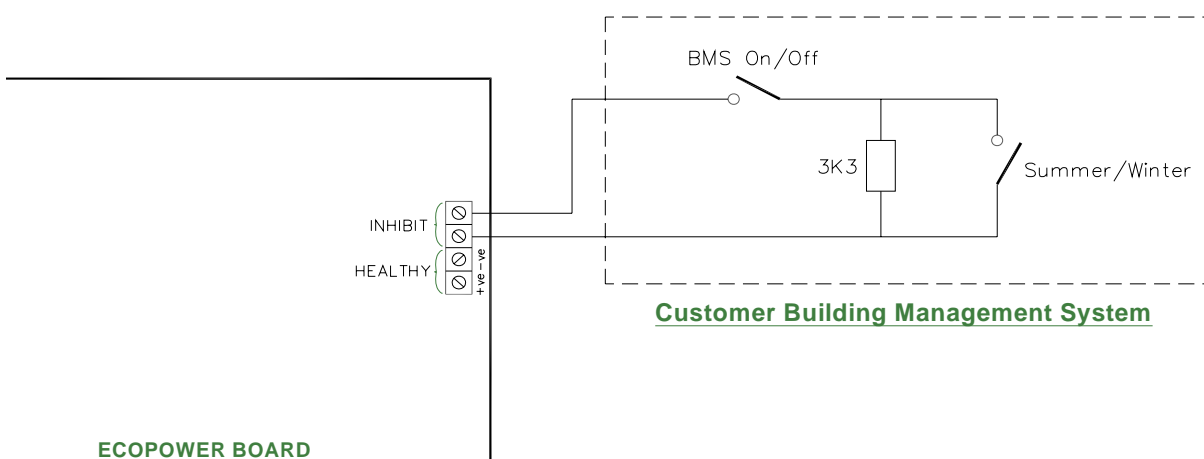 BMS On/Off
3K3
Summer/Winter
INHIBIT
HEALTHY
+ve -ve
Customer Building Management System
ECOPOWER BOARD